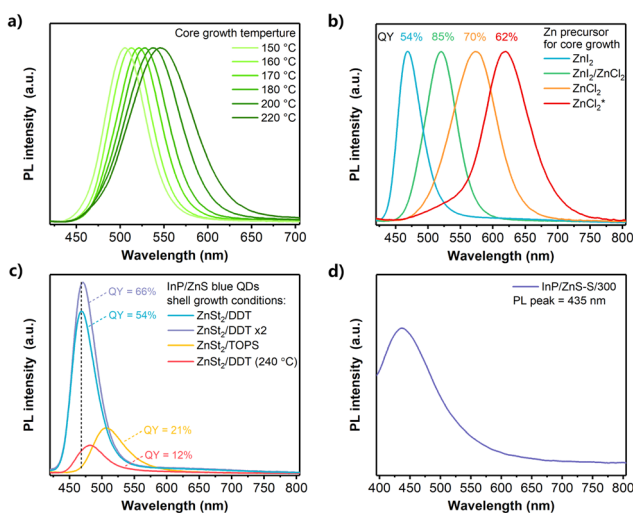 a)
Core growth temperture
150 °C
160 °C
170 °C
180 °C
200 °C
220 °C
PL intensity (a.u.)
450 500 550 600 650 700
Wavelength (nm)
b)
QY 54% 85% 70% 62%
Zn precursor
for core growth
ZnI₂
ZnI₂/ZnCl₂
ZnCl₂
ZnCl₂*
PL intensity (a.u.)
400 450 500 550 600 650 700 750 800
Wavelength (nm)
c)
InP/ZnS blue QDs
shell growth conditions:
ZnSt₂/DDT
ZnSt₂/DDT x2
ZnSt₂/TOPS
ZnSt₂/DDT (240 °C)
QY = 66%
QY = 54%
QY = 21%
QY = 12%
PL intensity (a.u.)
450 500 550 600 650 700 750 800
Wavelength (nm)
d)
InP/ZnS-S/300
PL peak = 435 nm
PL intensity (a.u.)
400 450 500 550 600 650 700 750 800
Wavelength (nm)